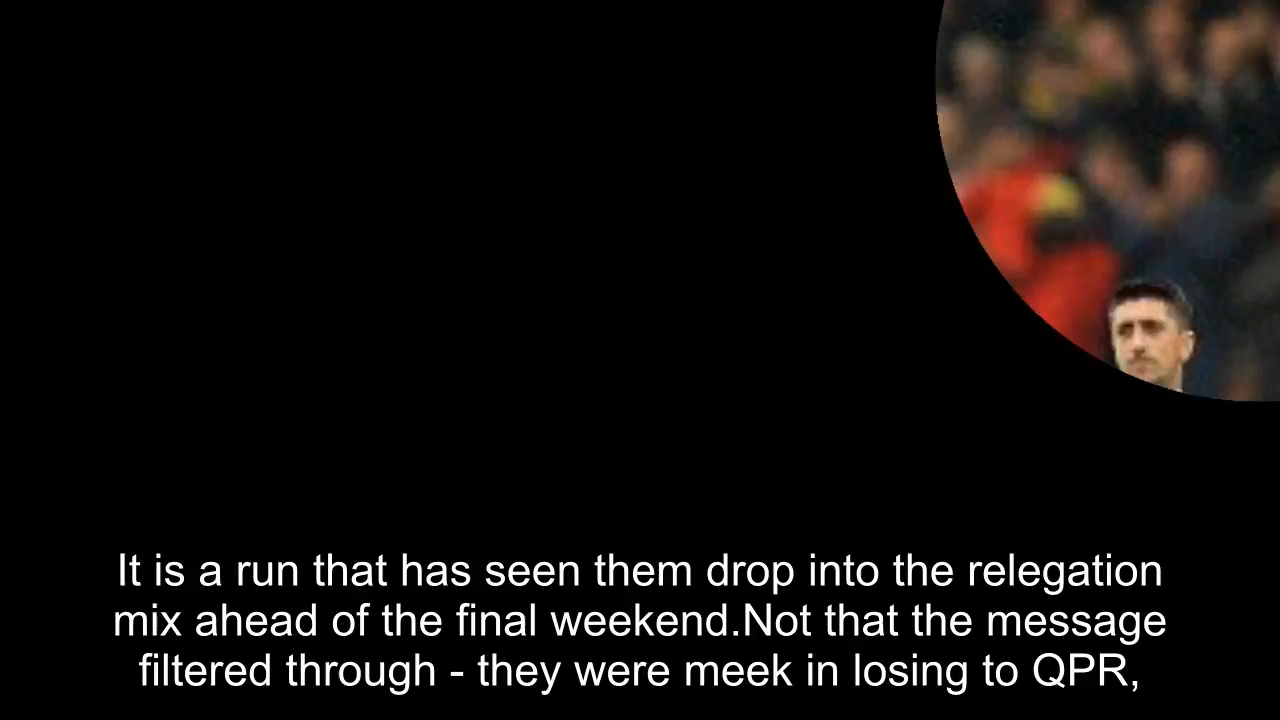 It is a run that has seen them drop into the relegation
mix ahead of the final weekend.Not that the message
filtered through - they were meek in losing to QPR,